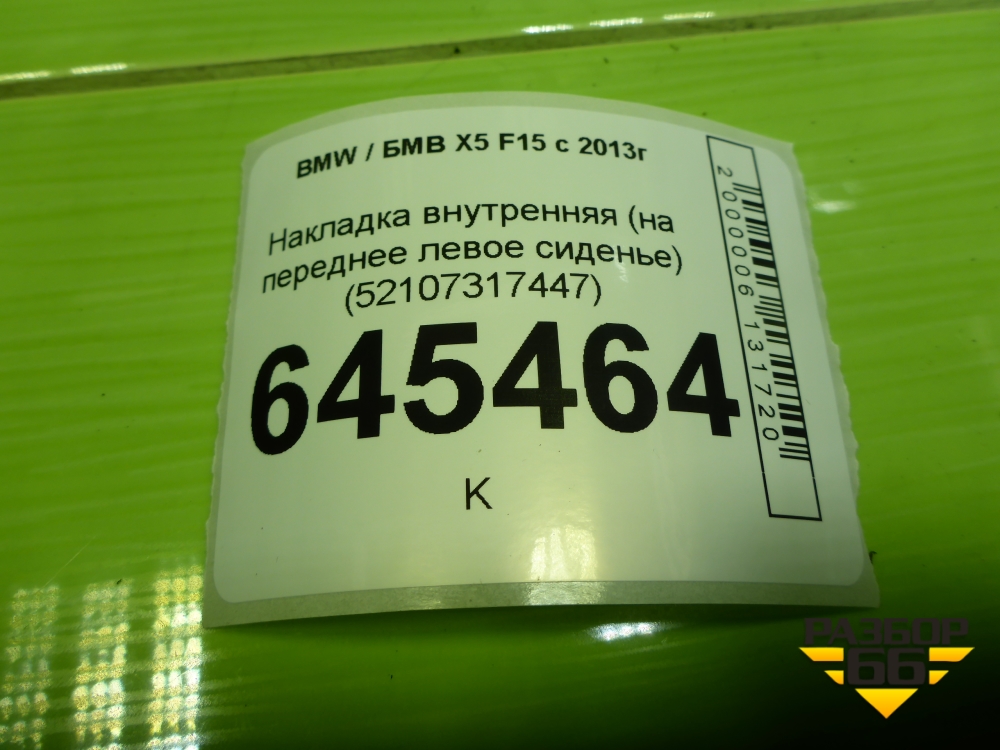 BMW / БМВ X5 F15 с 2013г
Накладка внутренняя (на
переднее левое сиденье)
(52107317447)
645464
К
2000006131720
РАЗБОР
66